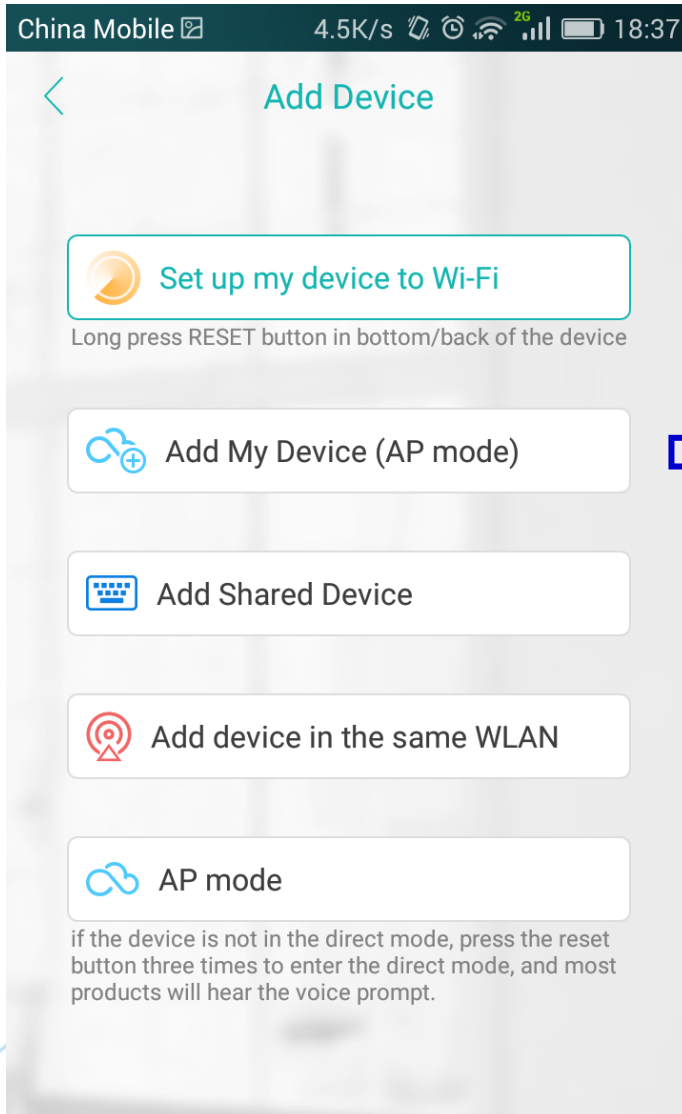 China Mobile 4.5K/s 2G 18:37
Add Device
Set up my device to Wi-Fi
Long press RESET button in bottom/back of the device
Add My Device (AP mode)
Add Shared Device
Add device in the same WLAN
AP mode
if the device is not in the direct mode, press the reset
button three times to enter the direct mode, and most
products will hear the voice prompt.